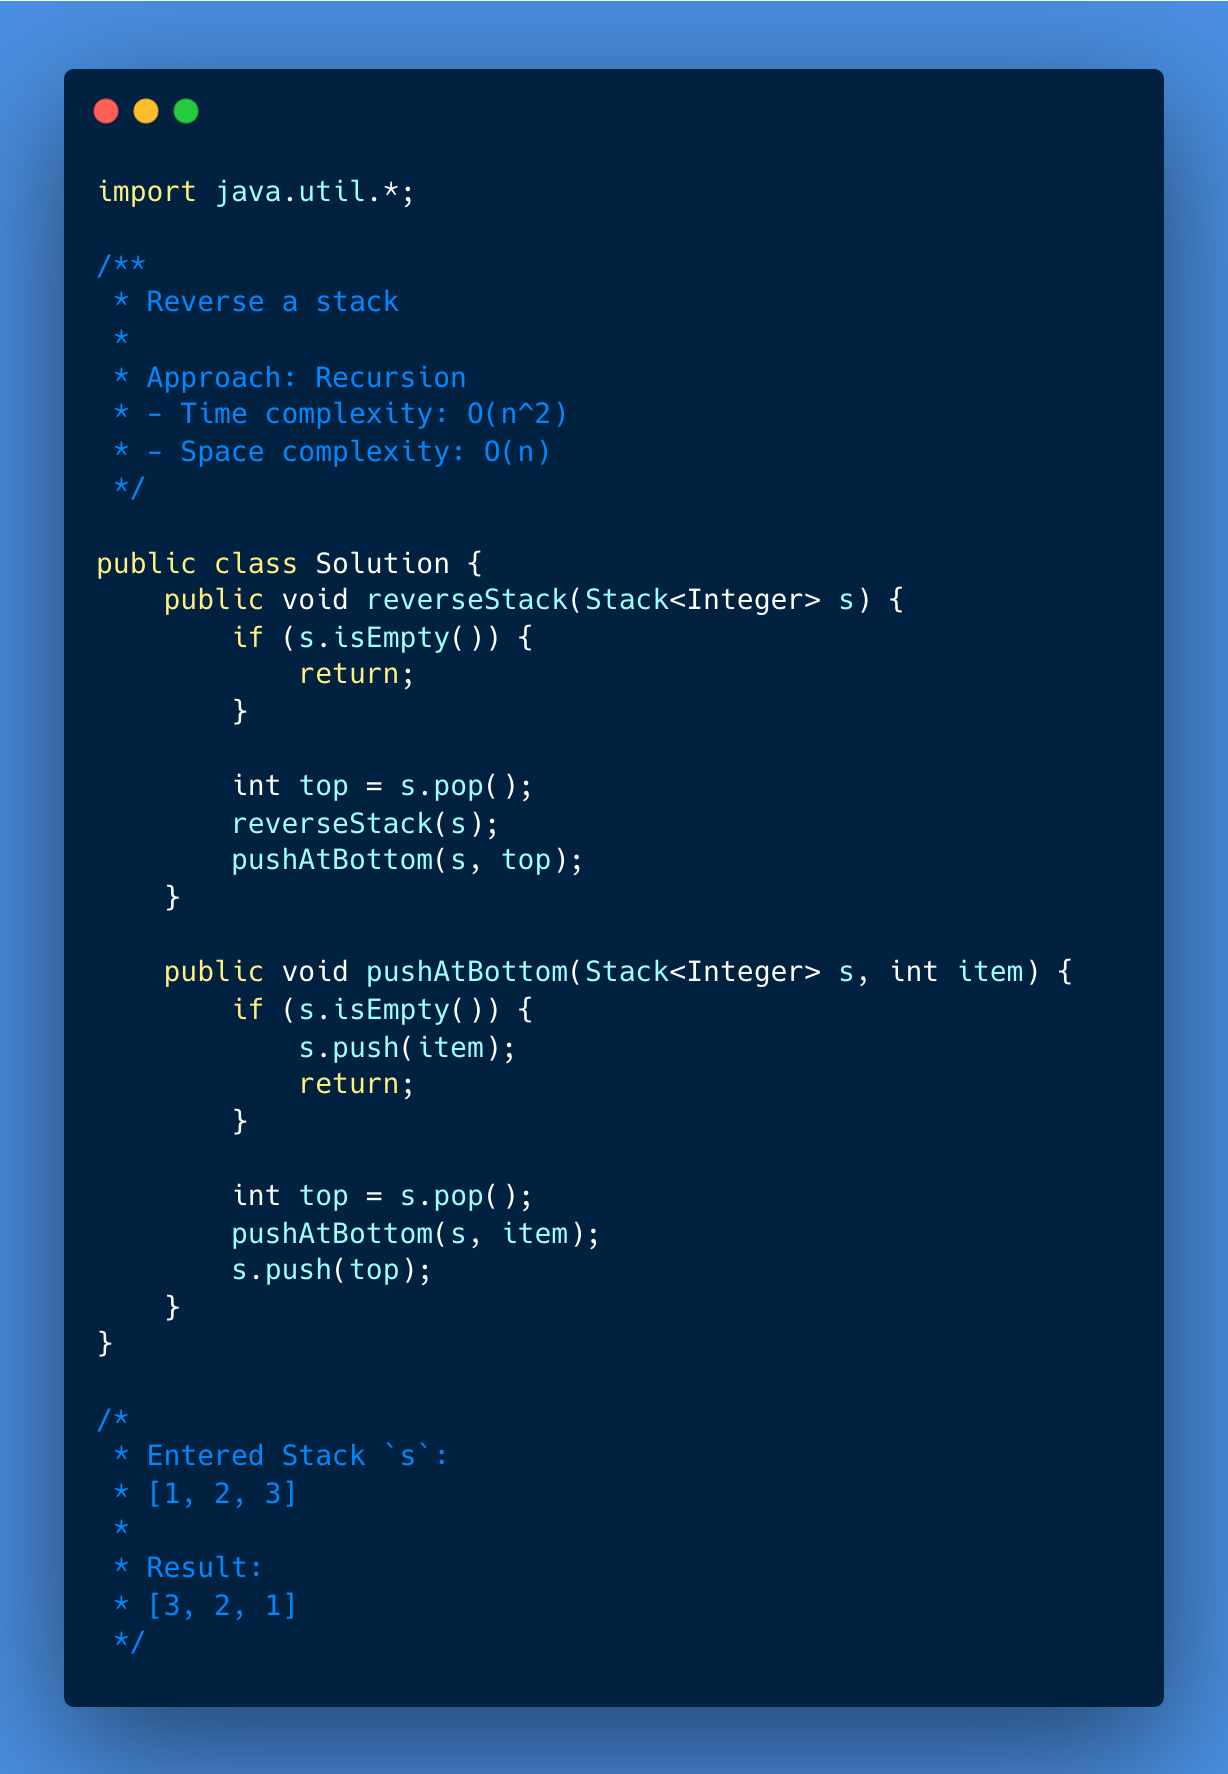 import java.util.*;

/**
 * Reverse a stack
 *
 * Approach: Recursion
 * - Time complexity: O(n^2)
 * - Space complexity: O(n)
 */

public class Solution {
    public void reverseStack(Stack<Integer> s) {
        if (s.isEmpty()) {
            return;
        }

        int top = s.pop();
        reverseStack(s);
        pushAtBottom(s, top);
    }

    public void pushAtBottom(Stack<Integer> s, int item) {
        if (s.isEmpty()) {
            s.push(item);
            return;
        }

        int top = s.pop();
        pushAtBottom(s, item);
        s.push(top);
    }
}

/*
 * Entered Stack `s`:
 * [1, 2, 3]
 *
 * Result:
 * [3, 2, 1]
 */